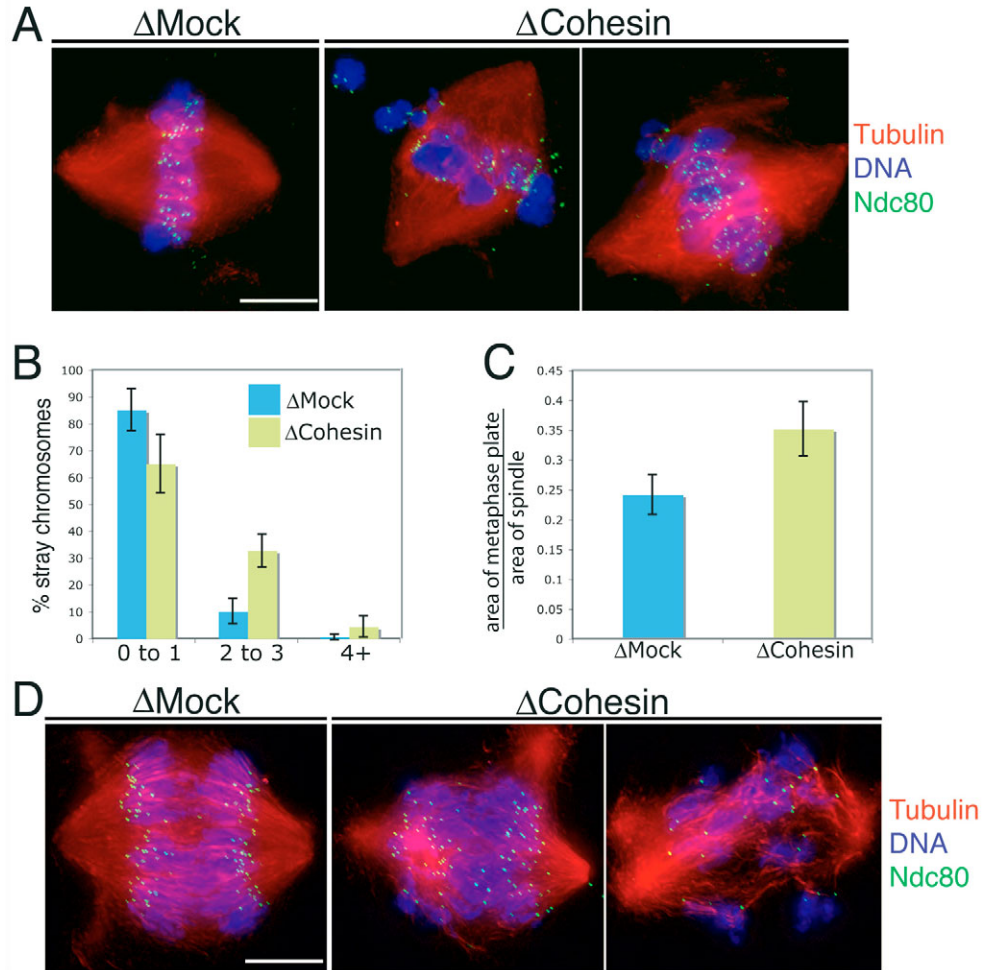 A
ΔMock
ΔCohesin
Tubulin
DNA
Ndc80
B
% stray chromosomes
100
90
80
70
60
50
40
30
20
10
0
0 to 1
2 to 3
4+
ΔMock
ΔCohesin
C
area of metaphase plate
area of spindle
0.45
0.4
0.35
0.3
0.25
0.2
0.15
0.1
0.05
0
ΔMock
ΔCohesin
D
ΔMock
ΔCohesin
Tubulin
DNA
Ndc80